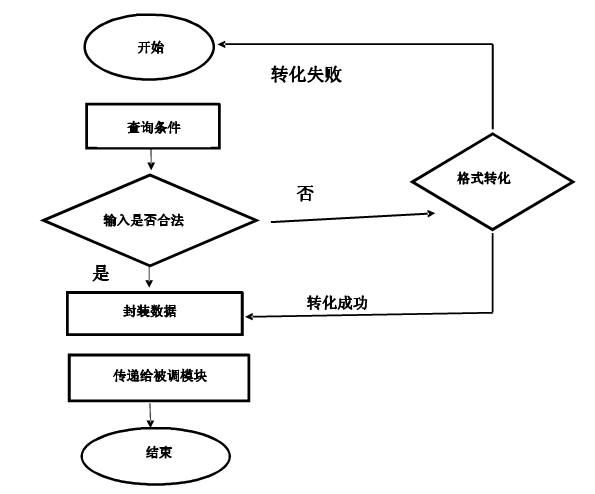 开始
转化失败
查询条件
格式转化
否
输入是否合法
是
转化成功
封装数据
传递给被调模块
结束